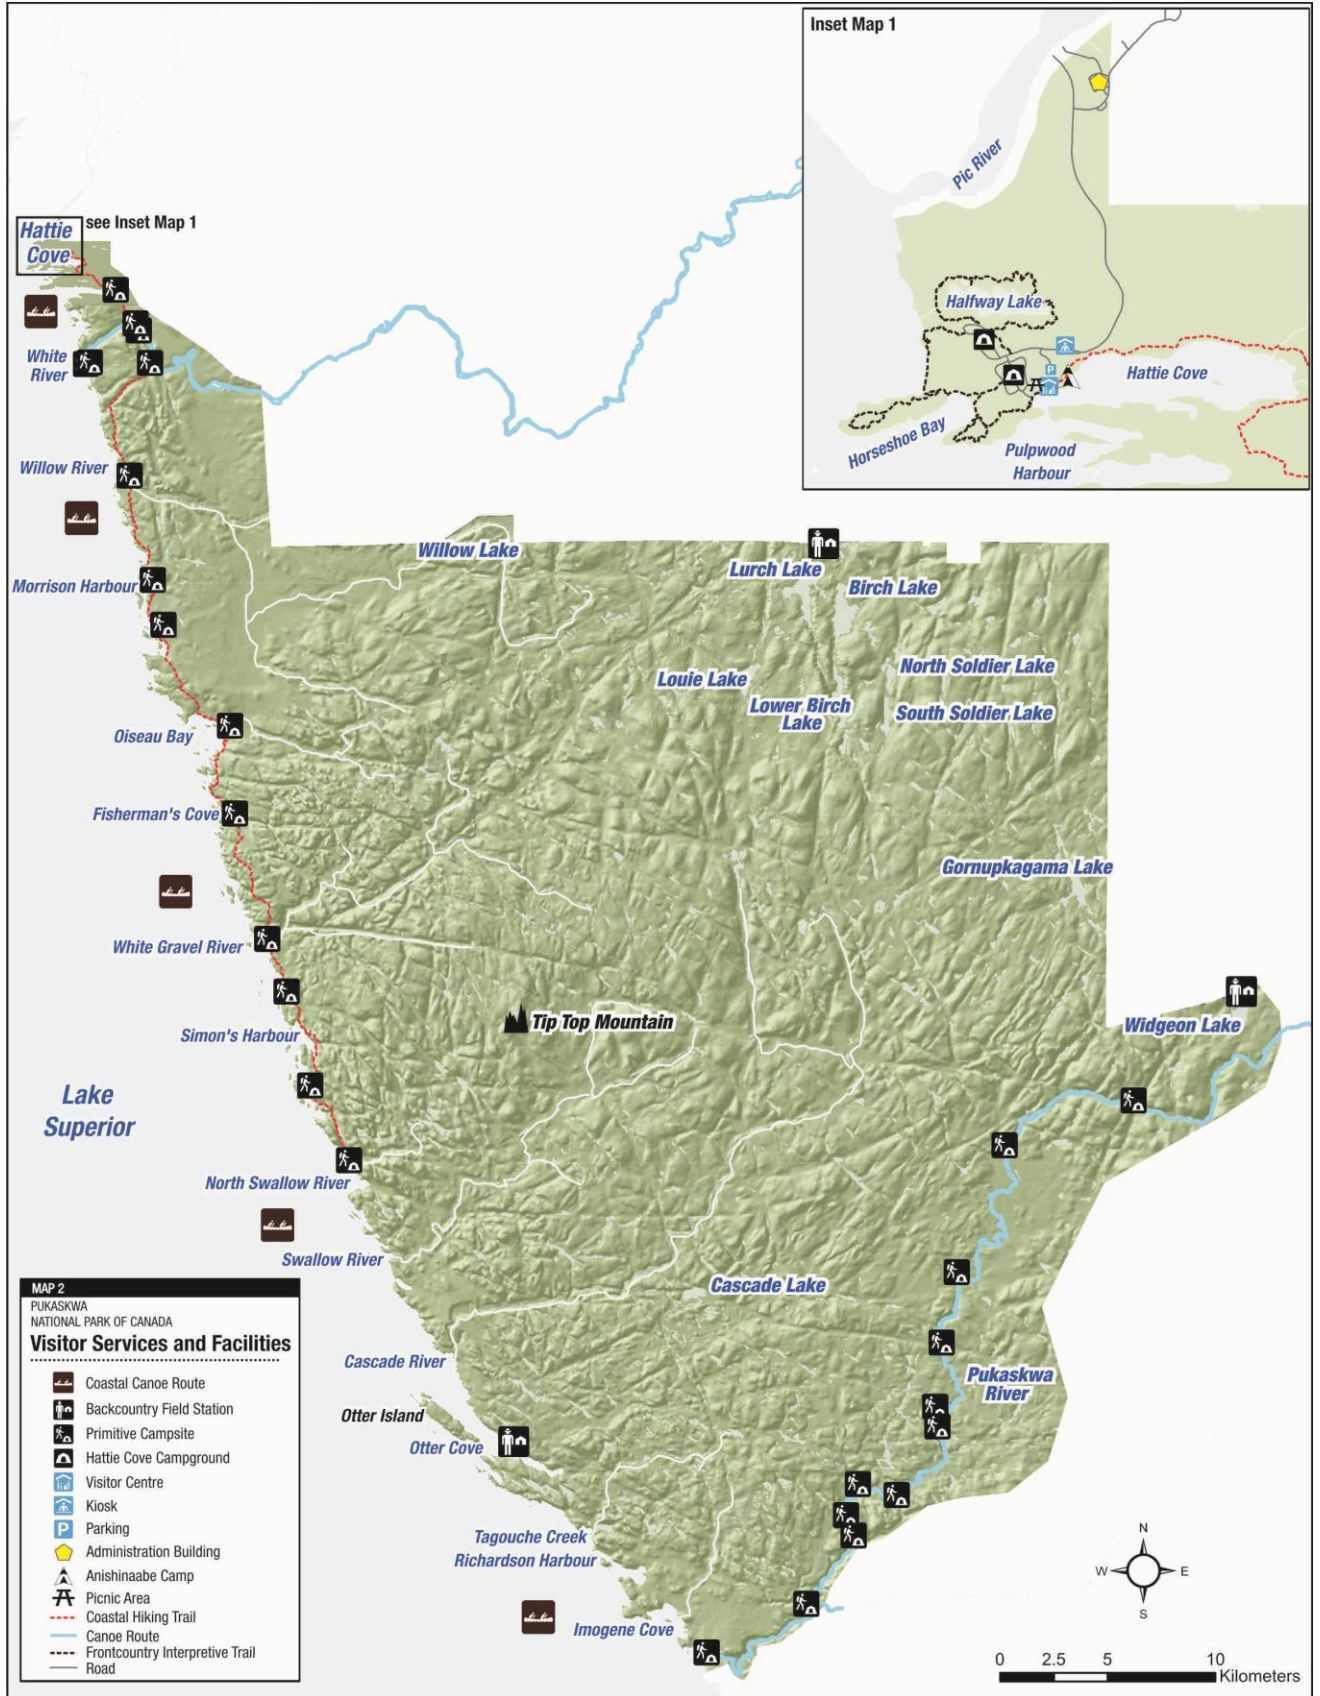 Inset Map 1
Pic River
Halfway Lake
Hattie Cove
P
Horseshoe Bay
Pulpwood
Harbour
Hattie
Cove
see Inset Map 1
White
River
Willow River
Willow Lake
Lurch Lake
Birch Lake
Morrison Harbour
North Soldier Lake
Louie Lake
Lower Birch
Lake
South Soldier Lake
Oiseau Bay
Fisherman's Cove
Gornupkagama Lake
White Gravel River
Tip Top Mountain
Widgeon Lake
Simon's Harbour
Lake
Superior
North Swallow River
Swallow River
Cascade Lake
Cascade River
Pukaskwa
River
Otter Island
Otter Cove
Tagouche Creek
Richardson Harbour
Imogene Cove
MAP 2
PUKASKWA
NATIONAL PARK OF CANADA
Visitor Services and Facilities
Coastal Canoe Route
Backcountry Field Station
Primitive Campsite
Hattie Cove Campground
Visitor Centre
Kiosk
P Parking
Administration Building
Anishinaabe Camp
Picnic Area
Coastal Hiking Trail
Canoe Route
Frontcountry Interpretive Trail
Road
N
W E
S
0 2.5 5 10
Kilometers